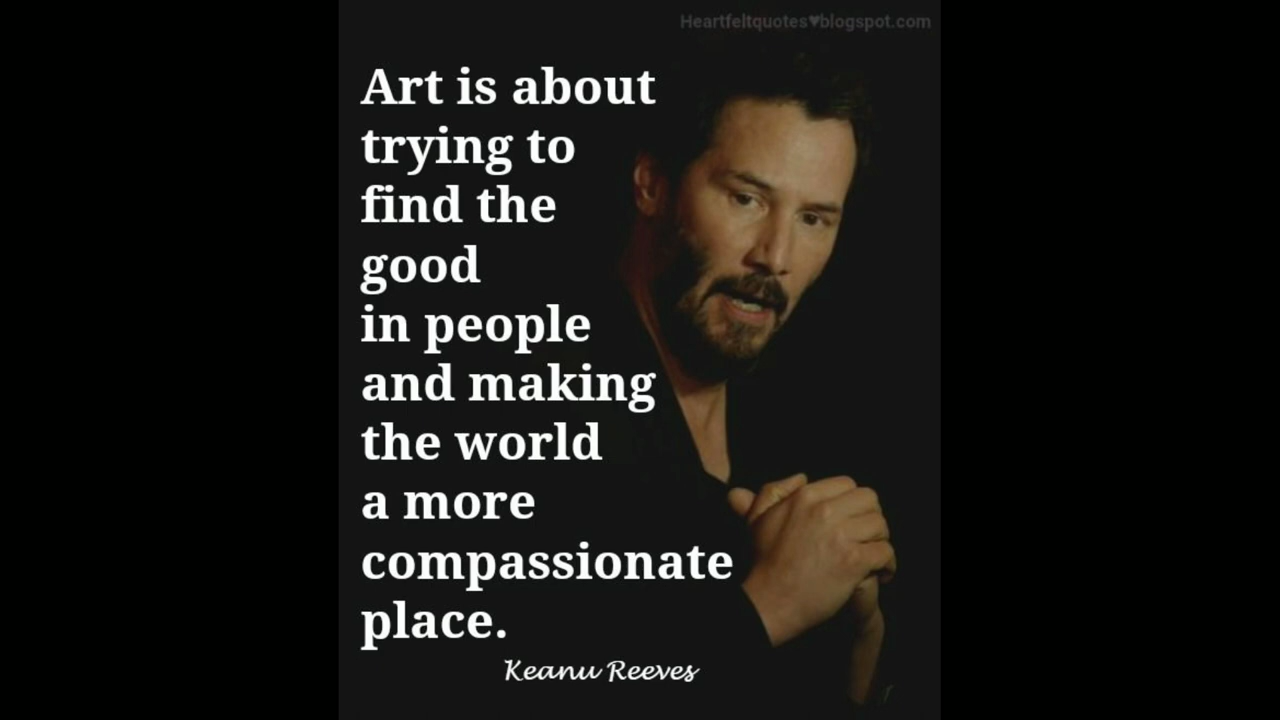 Heartfeltquotes♥blogspot.com
Art is about
trying to
find the
good
in people
and making
the world
a more
compassionate
place.
Keanu Reeves